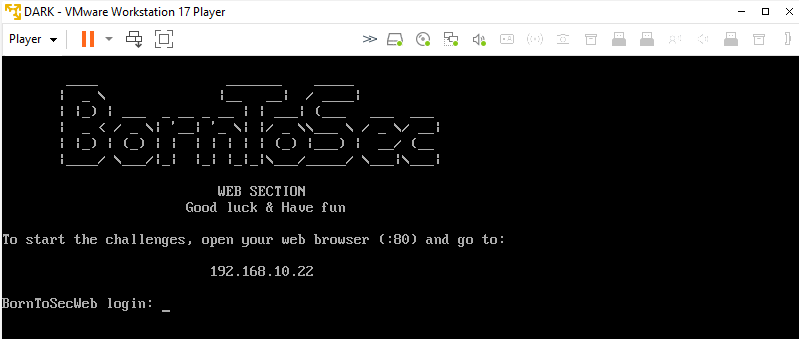 DARK - VMware Workstation 17 Player
Player
BornToSec
WEB SECTION
Good luck & Have fun
To start the challenges, open your web browser (:80) and go to:
192.168.10.22
BornToSecWeb login: _